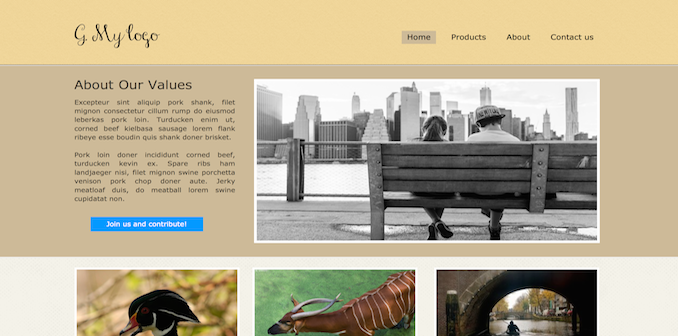 G My logo
Home Products About Contact us
About Our Values
Excepteur sint aliquip pork shank, filet
mignon consectetur cillum rump do eiusmod
leberkas pork loin. Turducken enim ut,
corned beef kielbasa sausage lorem flank
ribeye esse boudin quis shank doner brisket.
Pork loin doner incididunt corned beef,
turducken kevin ex. Spare ribs ham
landjaeger nisi, filet mignon swine porchetta
venison pork chop doner aute. Jerky
meatloaf duis, do meatball lorem swine
cupidatat non.
Join us and contribute!